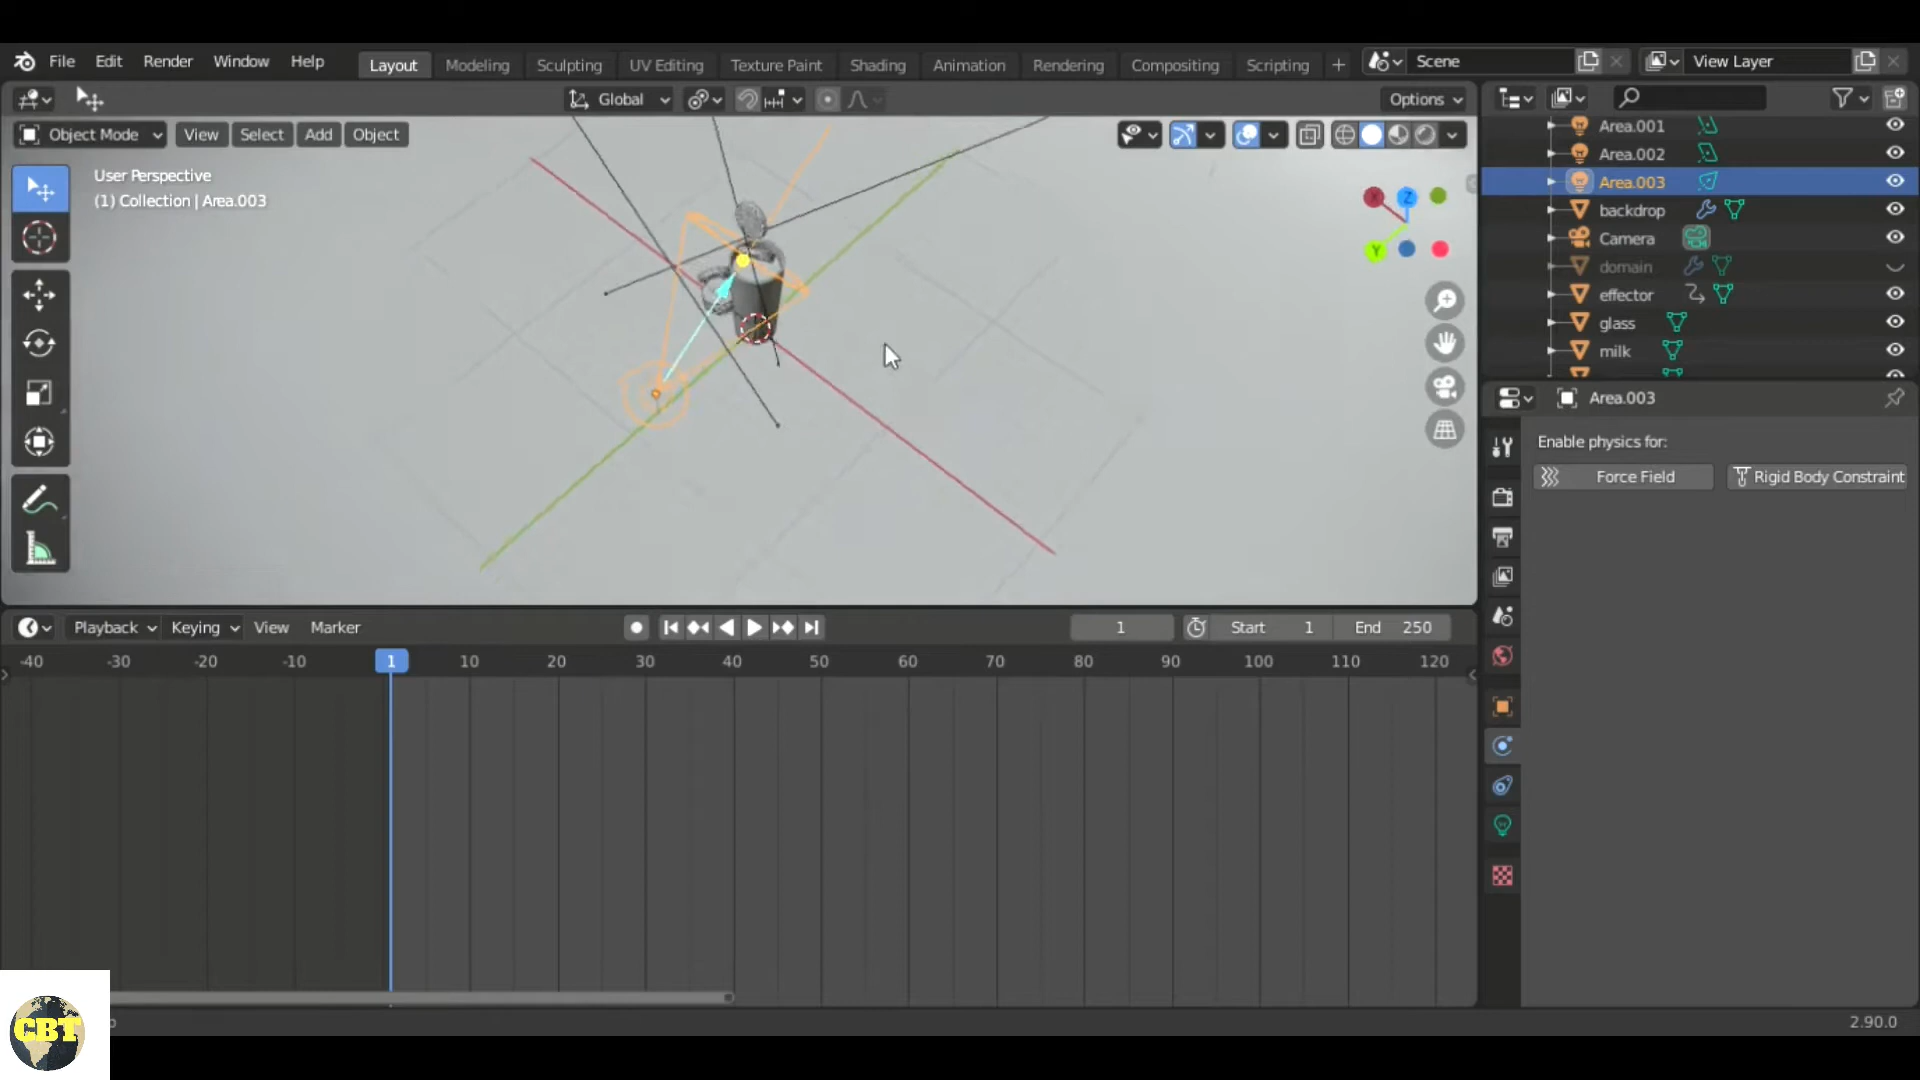 File Edit Render Window Help Layout Modeling Sculpting UV Editing Texture Paint Shading Animation Rendering Compositing Scripting + Scene View Layer
Global Options
Object Mode View Select Add Object
User Perspective
(1) Collection | Area.003
X Z
Y
Area.001
Area.002
Area.003
backdrop
Camera
domain
effector
glass
milk
Area.003
Enable physics for:
Force Field Rigid Body Constraint
Playback Keying View Marker 1 Start 1 End 250
-40 -30 -20 -10 1 10 20 30 40 50 60 70 80 90 100 110 120
CBT
2.90.0